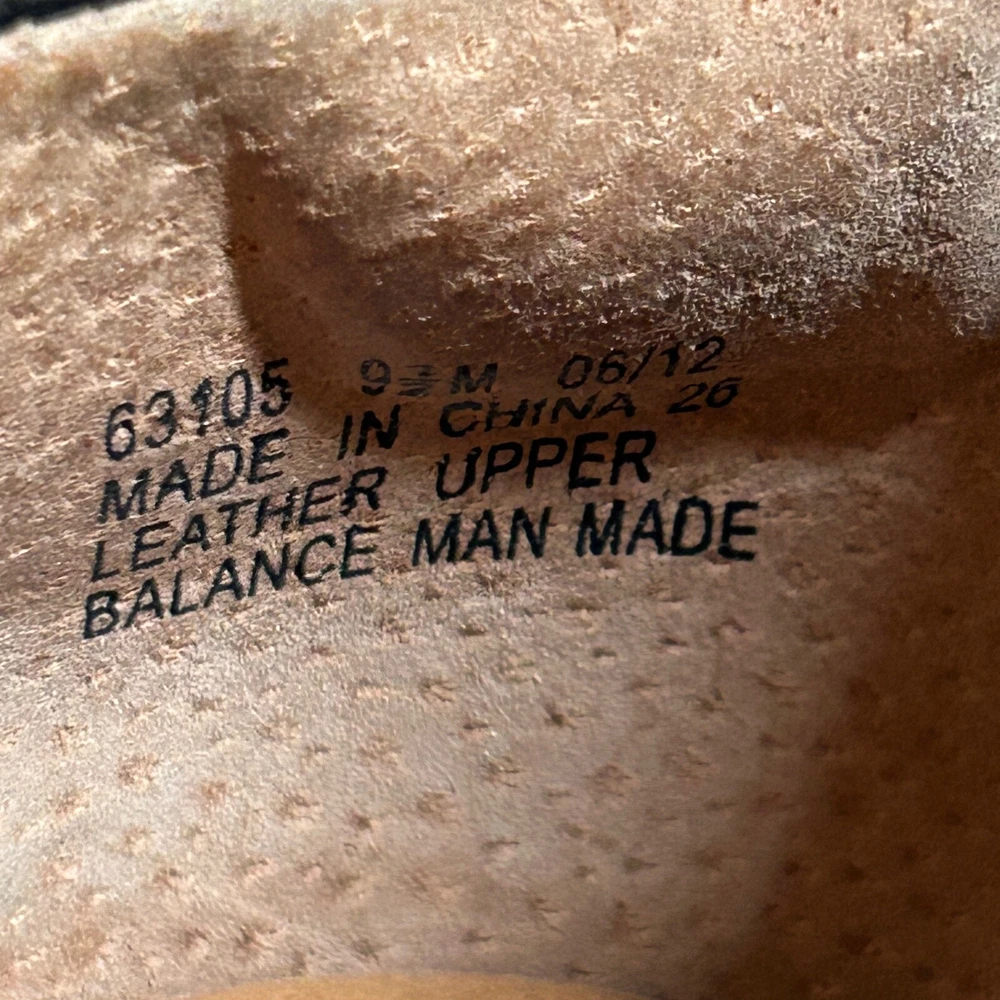 63105 9½M 06/12
MADE IN CHINA 26
LEATHER UPPER
BALANCE MAN MADE